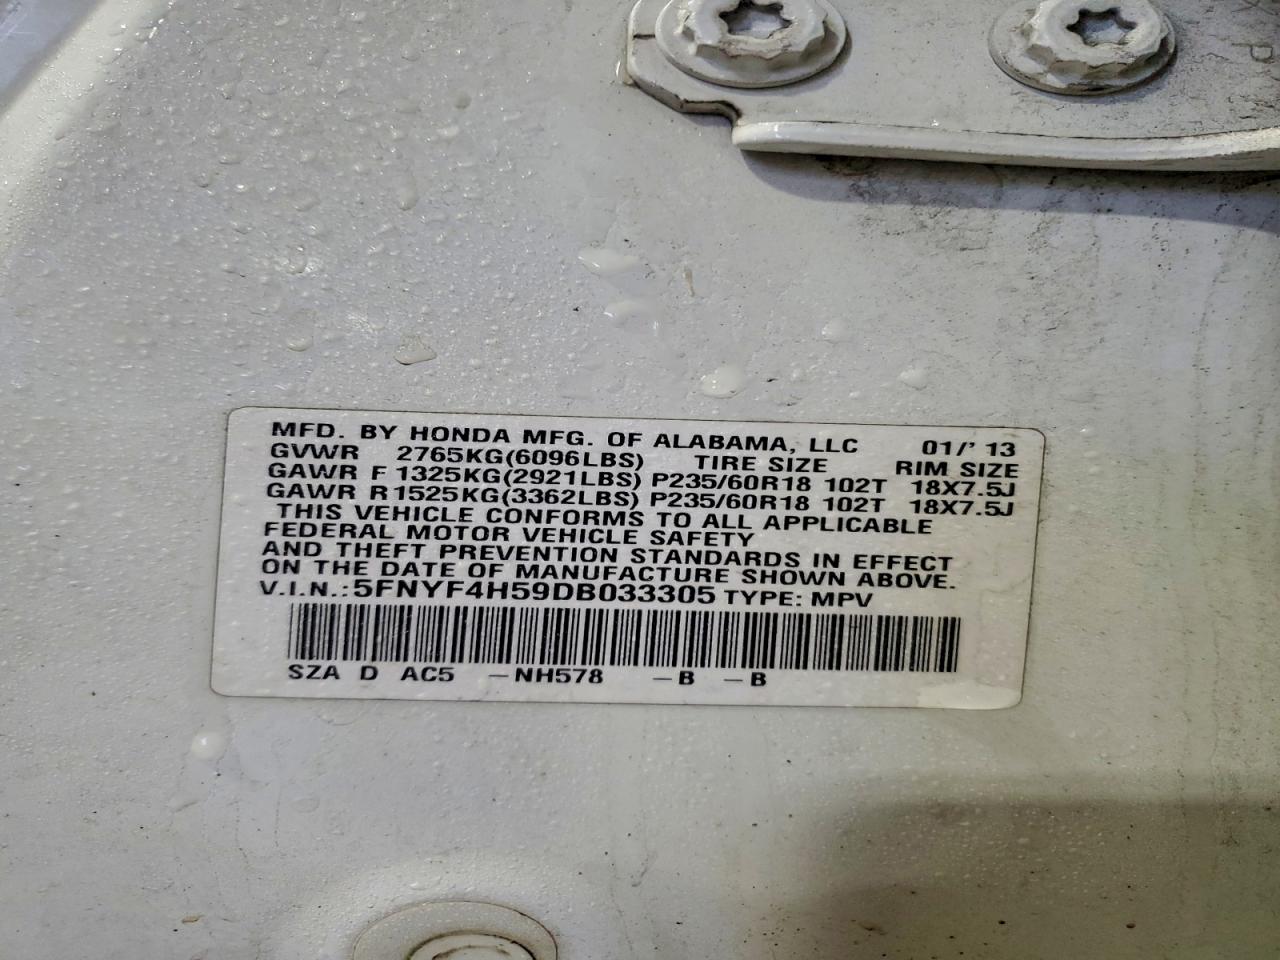 MFD. BY HONDA MFG. OF ALABAMA, LLC 01/' 13
GVWR 2765KG(6096LBS) TIRE SIZE RIM SIZE
GAWR F 1325KG(2921LBS) P235/60R18 102T 18X7.5J
GAWR R 1525KG(3362LBS) P235/60R18 102T 18X7.5J
THIS VEHICLE CONFORMS TO ALL APPLICABLE
FEDERAL MOTOR VEHICLE SAFETY
AND THEFT PREVENTION STANDARDS IN EFFECT
ON THE DATE OF MANUFACTURE SHOWN ABOVE.
V.I.N.:5FNYF4H59DB033305 TYPE: MPV
SZA D AC5 –NH578 –B –B